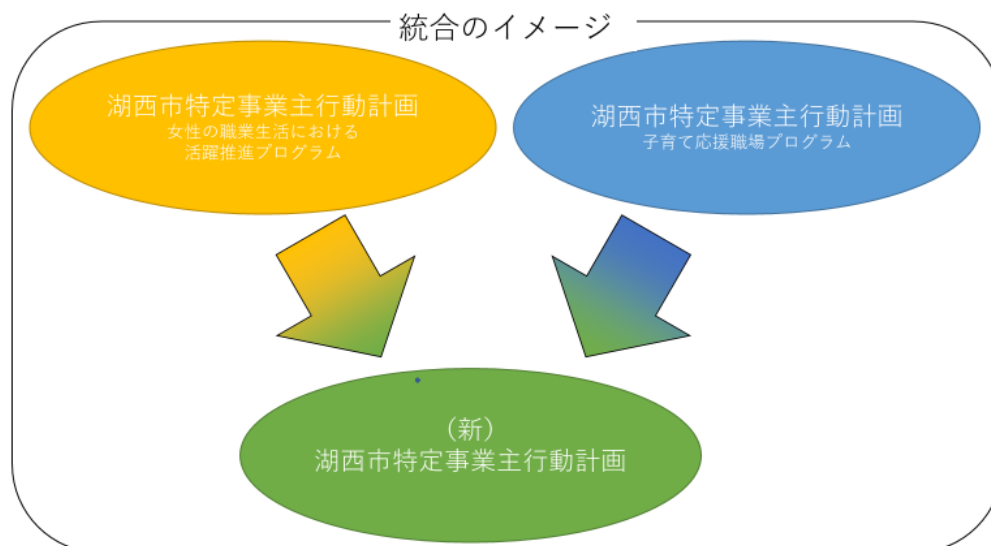 統合のイメージ
湖西市特定事業主行動計画
女性の職業生活における
活躍推進プログラム
湖西市特定事業主行動計画
子育て応援職場プログラム
（新）
湖西市特定事業主行動計画